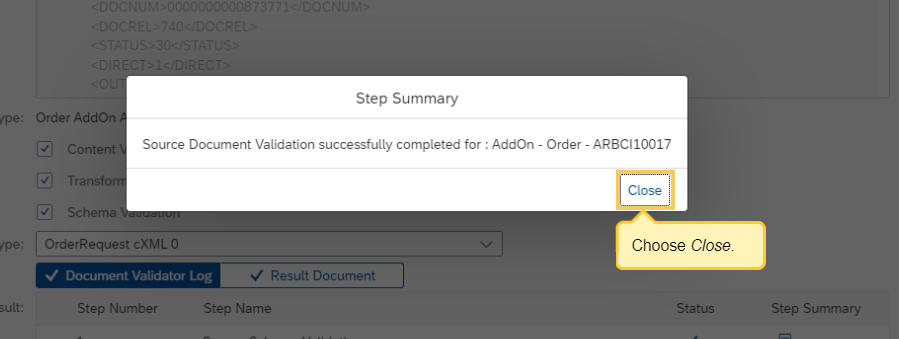 <DOCNUM>0000000000873771</DOCNUM>
<DOCREL>740</DOCREL>
<STATUS>30</STATUS>
<DIRECT>1</DIRECT>
<OUT
Step Summary
Source Document Validation successfully completed for : AddOn - Order - ARBCI10017
Close
Choose Close.
ype: Order AddOn A
Content V
Transform
Schema Validation
ype: OrderRequest cXML 0
Document Validator Log Result Document
sult: Step Number Step Name Status Step Summary